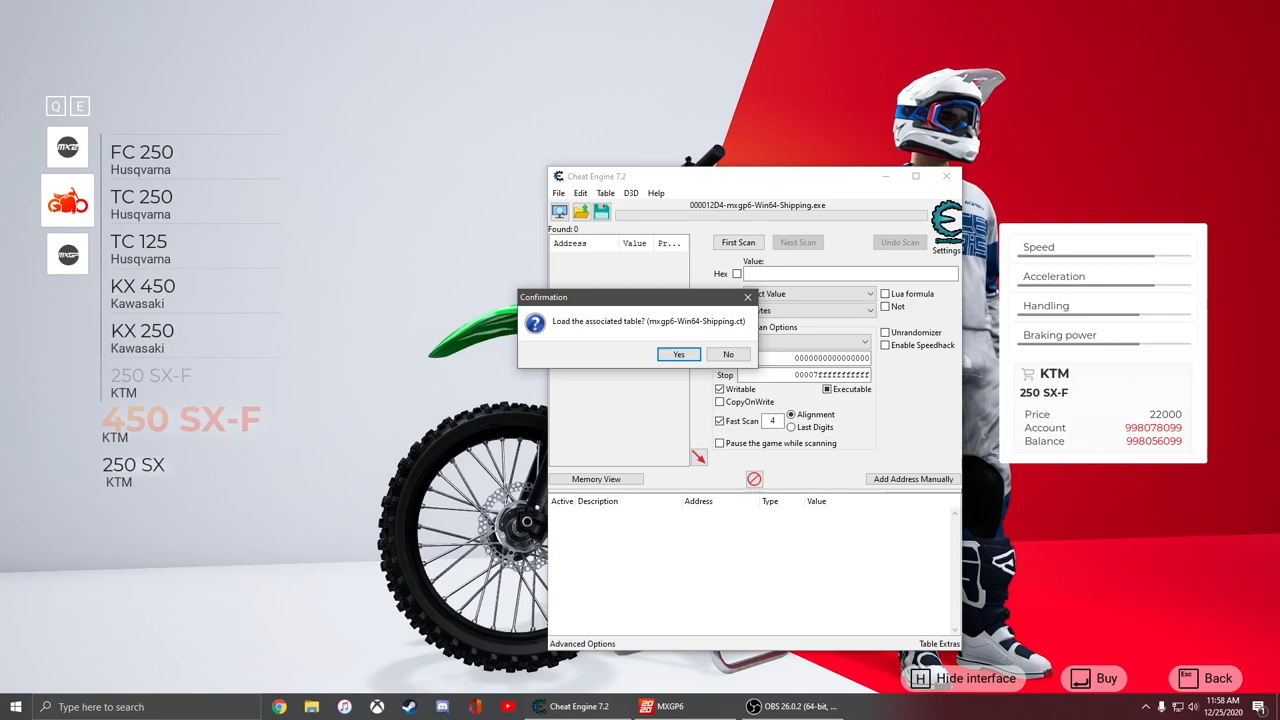 Q E
MX2
FC 250
Husqvarna
TC 250
Husqvarna
TC 125
Husqvarna
KX 450
Kawasaki
KX 250
Kawasaki
250 SX-F
KTM
450 SX-F
KTM
250 SX
KTM
Cheat Engine 7.2
File Edit Table D3D Help
000012D4-mxgp6-Win64-Shipping.exe
Found: 0
Address Value Pr...
First Scan Next Scan Undo Scan
Settings
Value:
Hex
ct Value
Lua formula
Not
ytes
an Options
Unrandomizer
Enable Speedhack
0000000000000000
Stop 00007fffffffffff
Writable Executable
CopyOnWrite
Fast Scan 4 Alignment
Last Digits
Pause the game while scanning
Memory View Add Address Manually
Active Description Address Type Value
Advanced Options Table Extras
Confirmation
Load the associated table? (mxgp6-Win64-Shipping.ct)
Yes No
Speed
Acceleration
Handling
Braking power
KTM
250 SX-F
Price 22000
Account 998078099
Balance 998056099
H Hide interface Buy Esc Back
Type here to search
Cheat Engine 7.2
MXGP6
OBS 26.0.2 (64-bit, ...
11:58 AM
12/25/2020